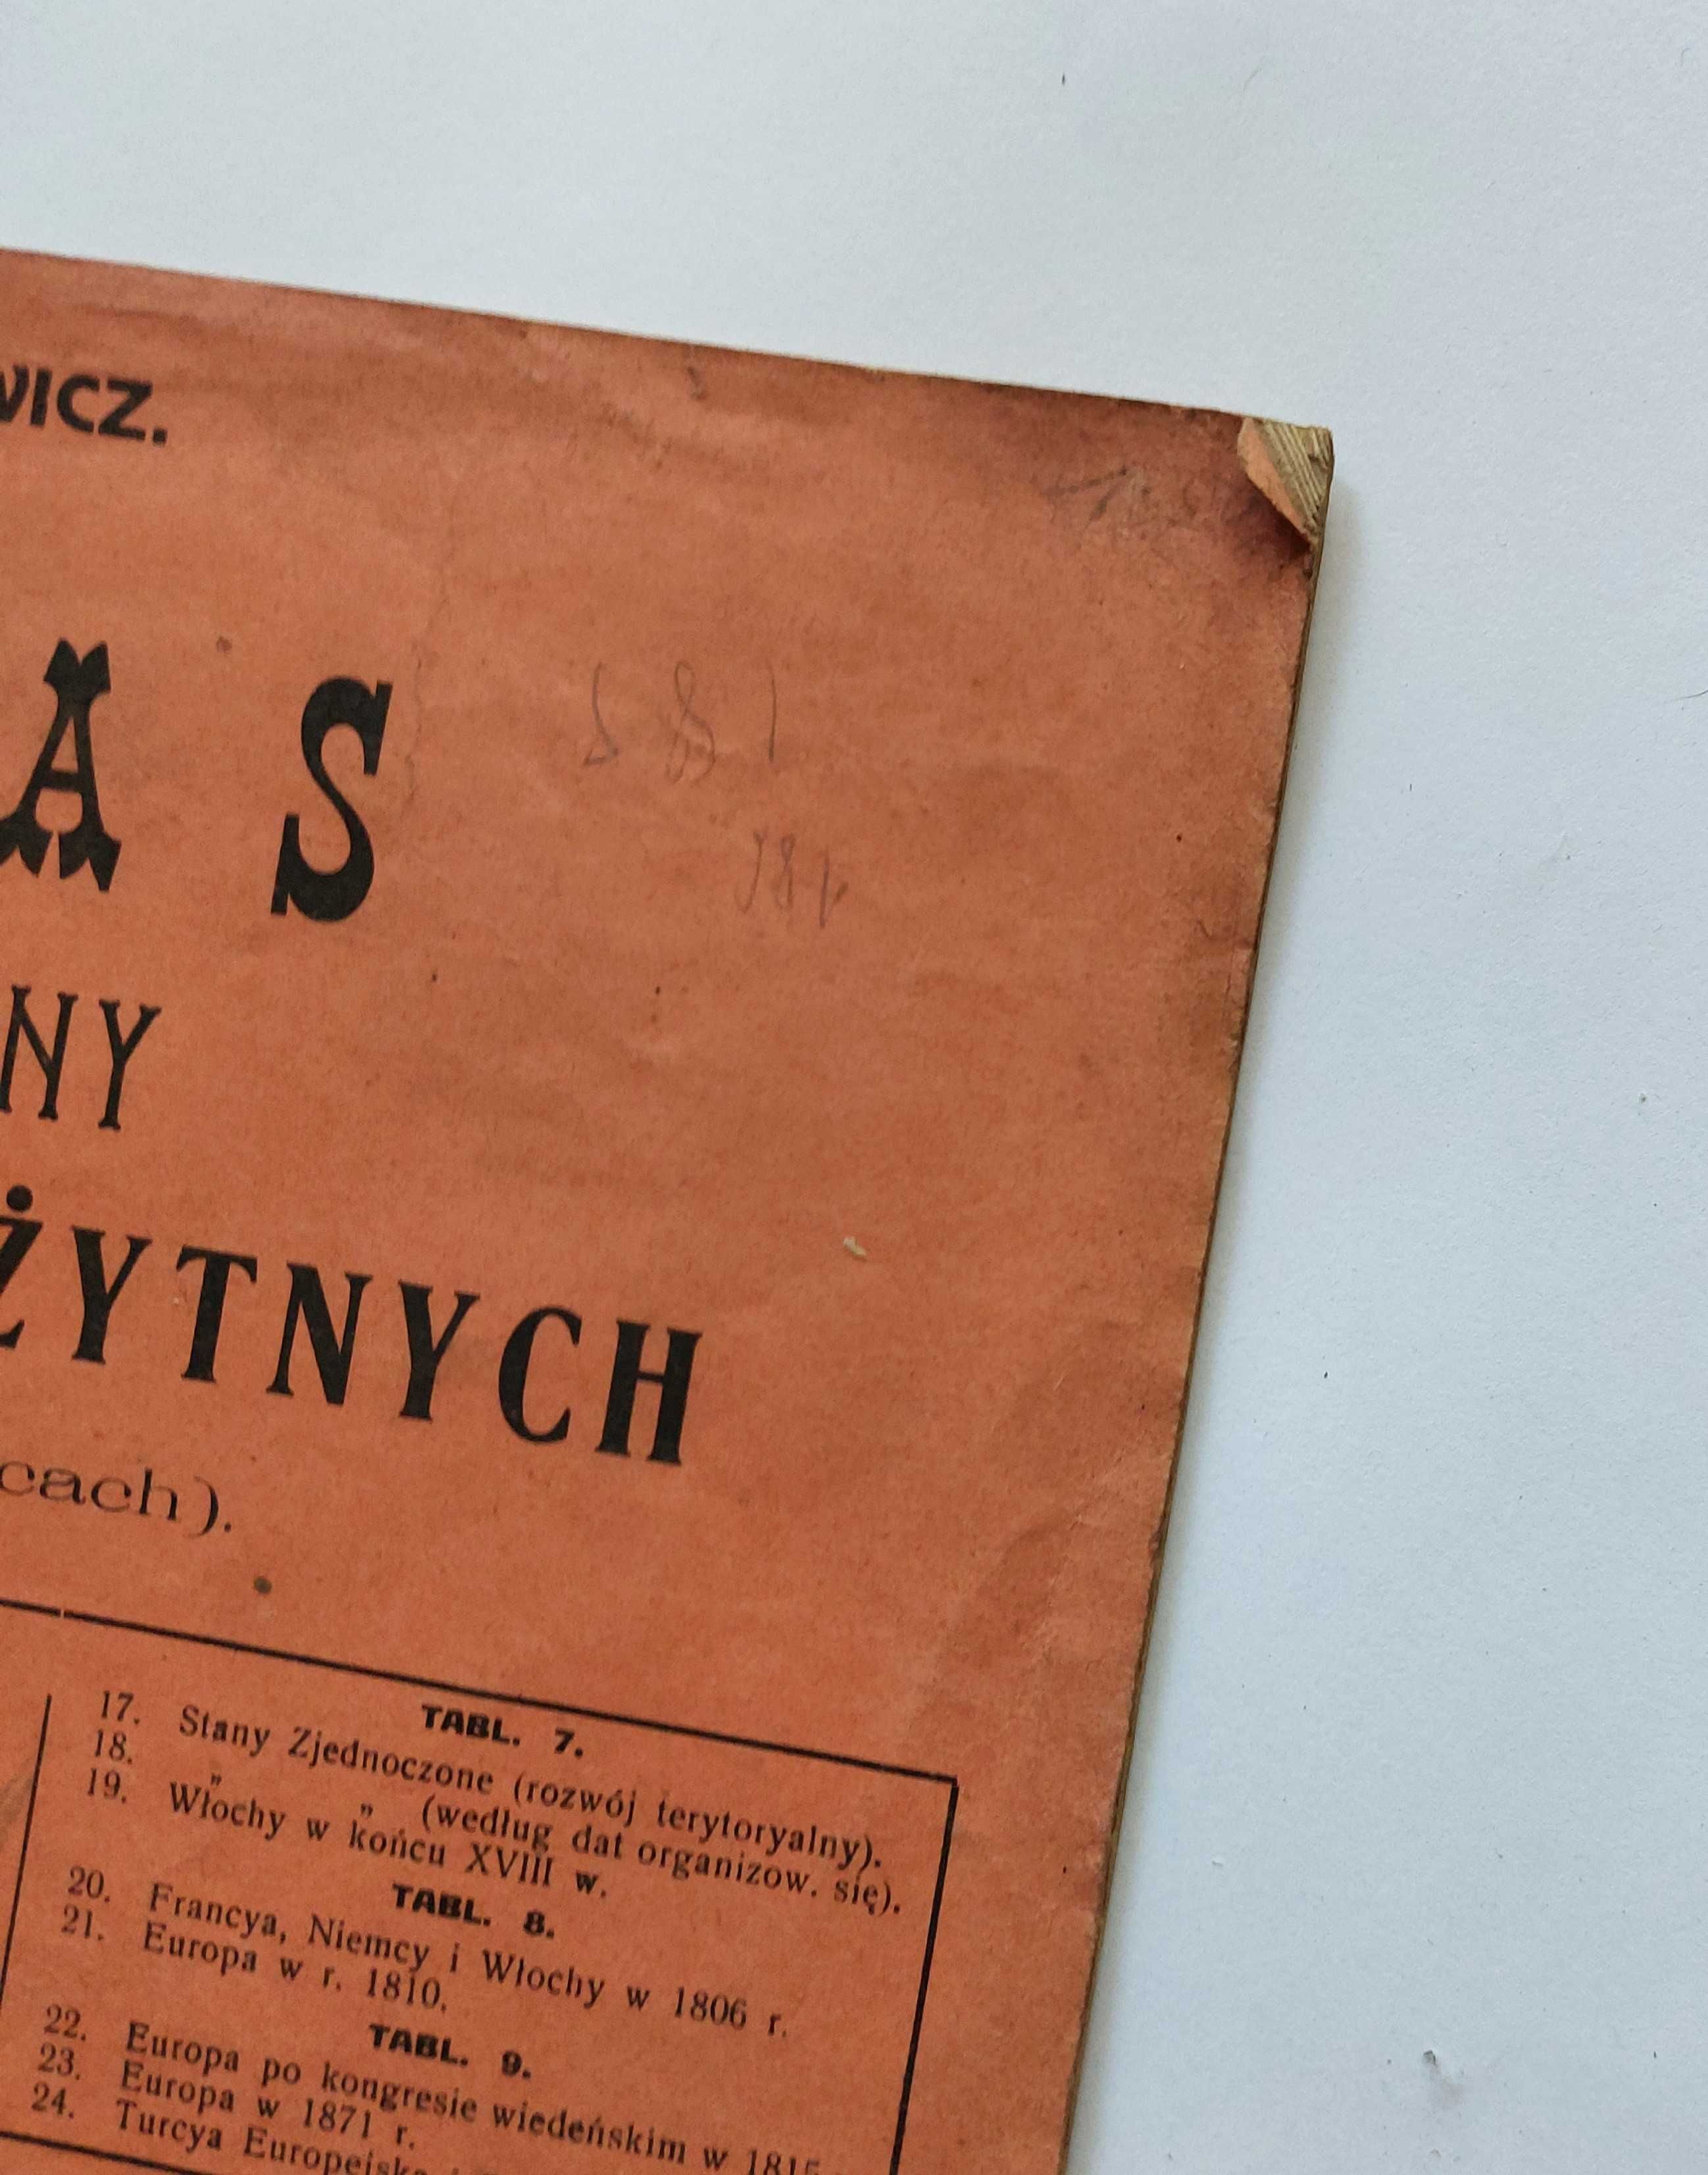 WICZ.
AS
NY
ŻYTNYCH
cach).
TABL. 7.
17. Stany Zjednoczone (rozwój terytoryalny).
18. „ „ (według dat organizow. się).
19. Włochy w końcu XVIII w.
TABL. 8.
20. Francya, Niemcy i Włochy w 1806 r.
21. Europa w r. 1810.
TABL. 9.
22. Europa po kongresie wiedeńskim w 1815
23. Europa w 1871 r.
24. Turcya Europejska